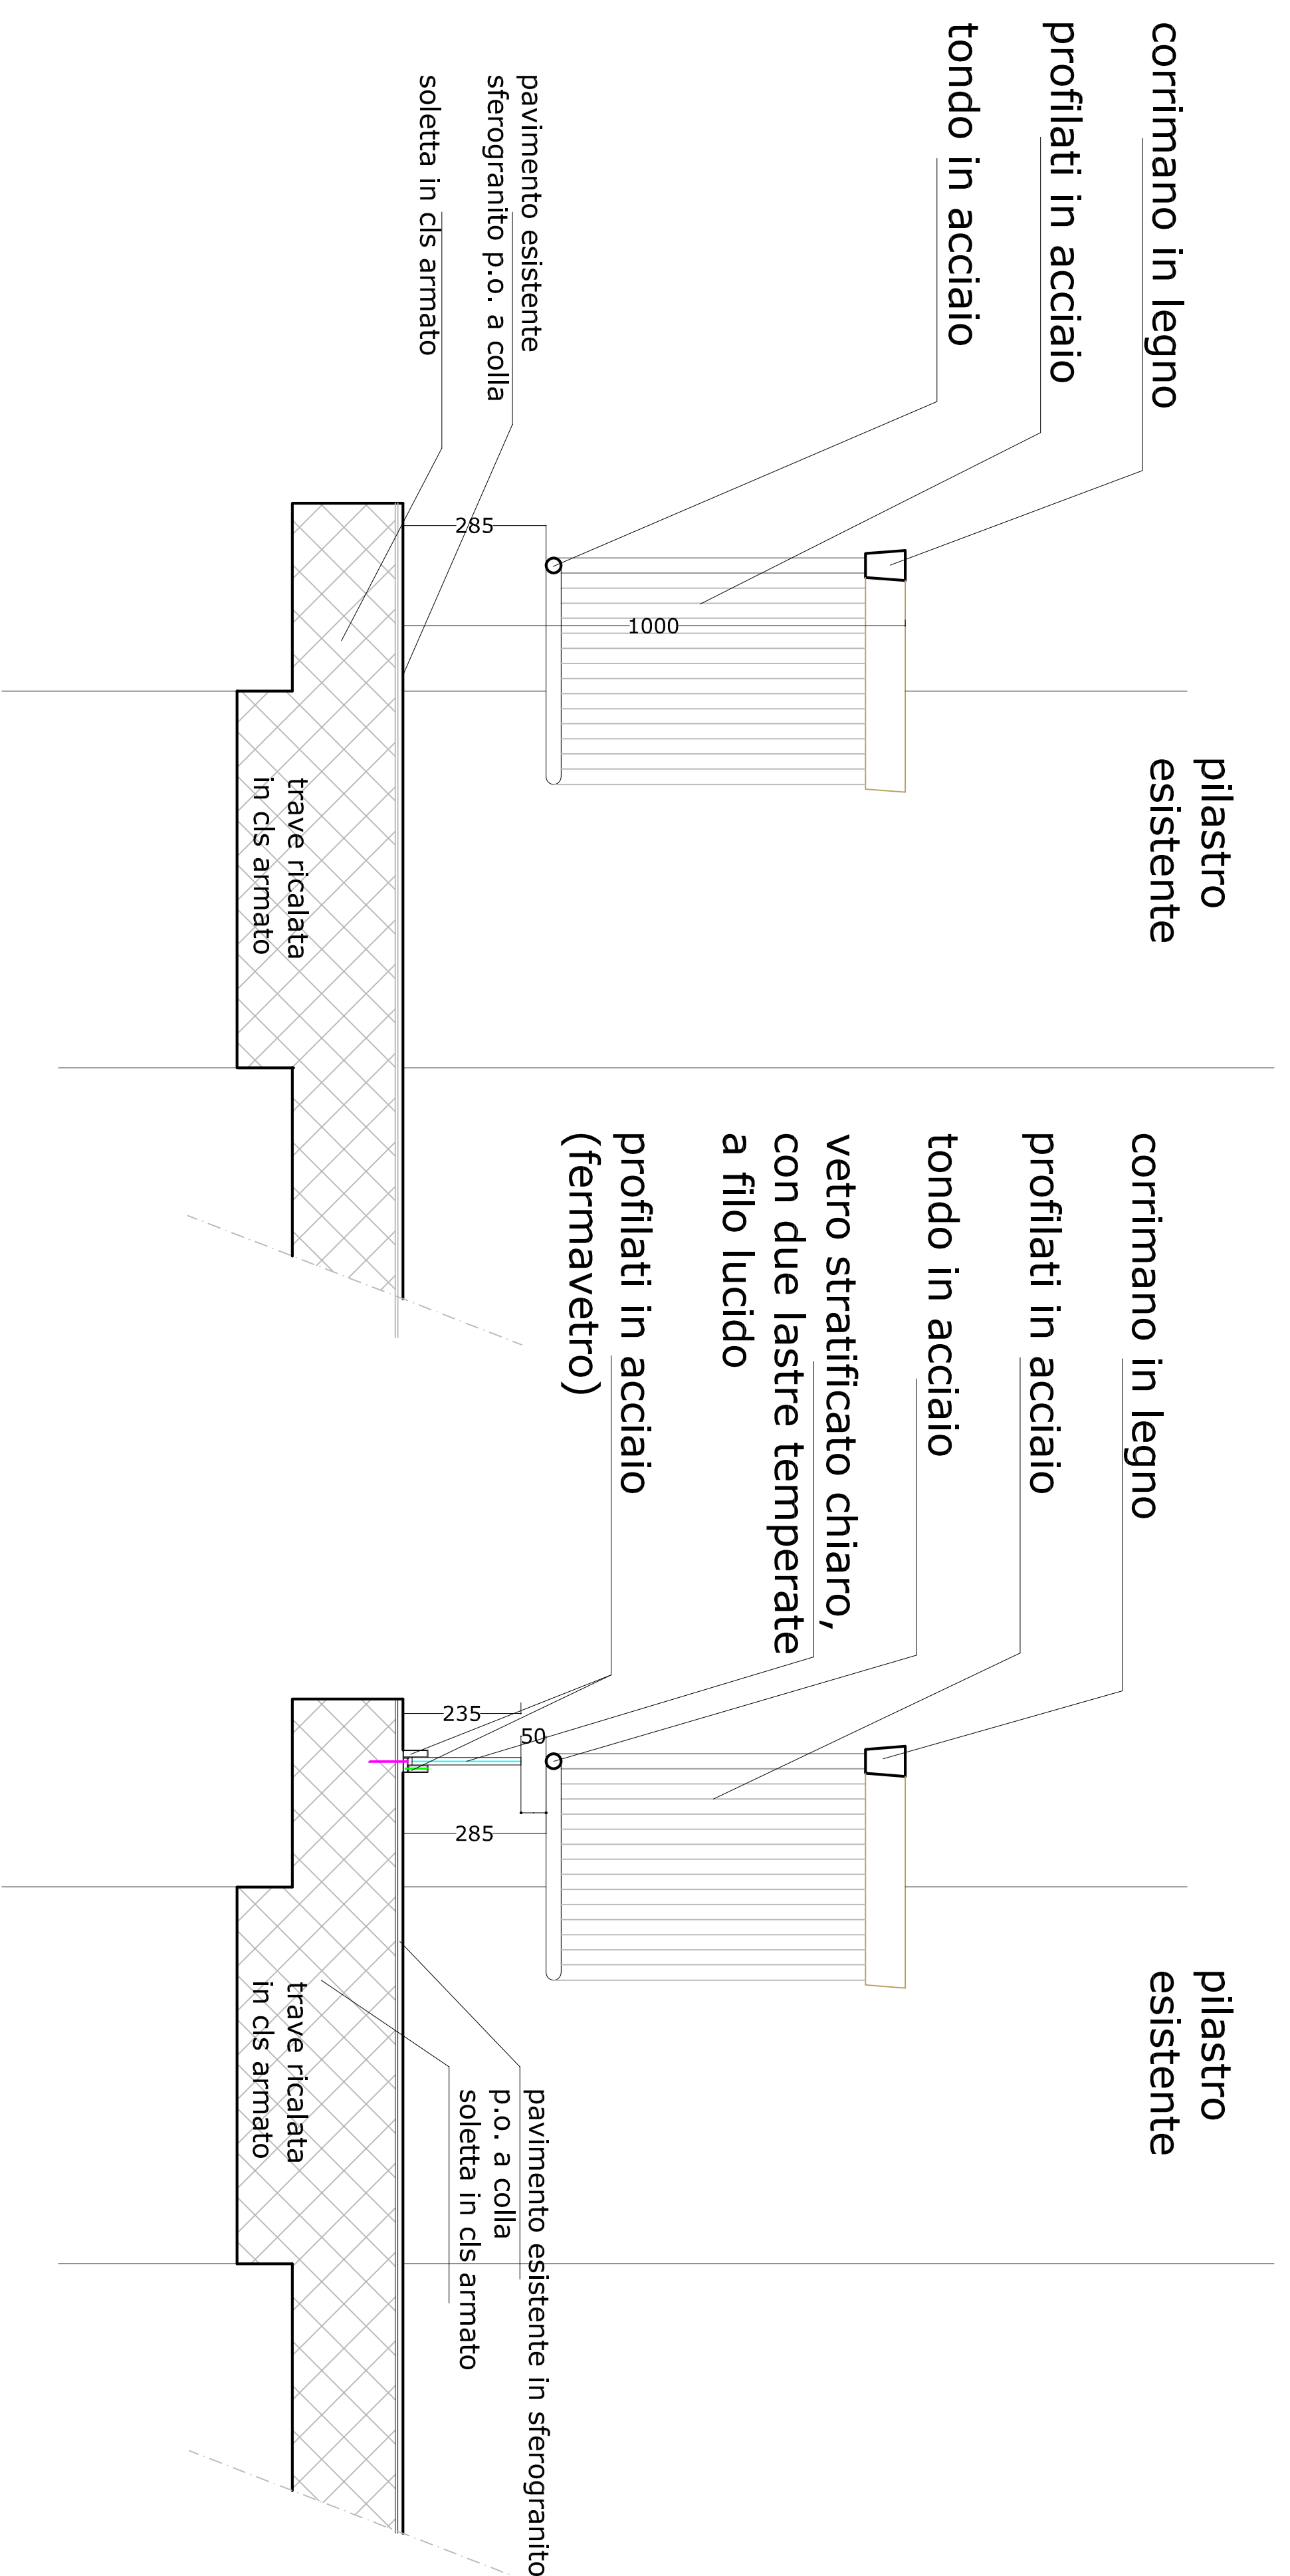 corrimano in legno
profilati in acciaio
tondo in acciaio
pavimento esistente
sferogranito p.o. a colla
soletta in cls armato
285
1000
pilastro
esistente
trave ricalata
in cls armato
corrimano in legno
profilati in acciaio
tondo in acciaio
vetro stratificato chiaro,
con due lastre temperate
a filo lucido
profilati in acciaio
(fermavetro)
235
50
285
pilastro
esistente
trave ricalata
in cls armato
pavimento esistente in sferogranito
p.o. a colla
soletta in cls armato